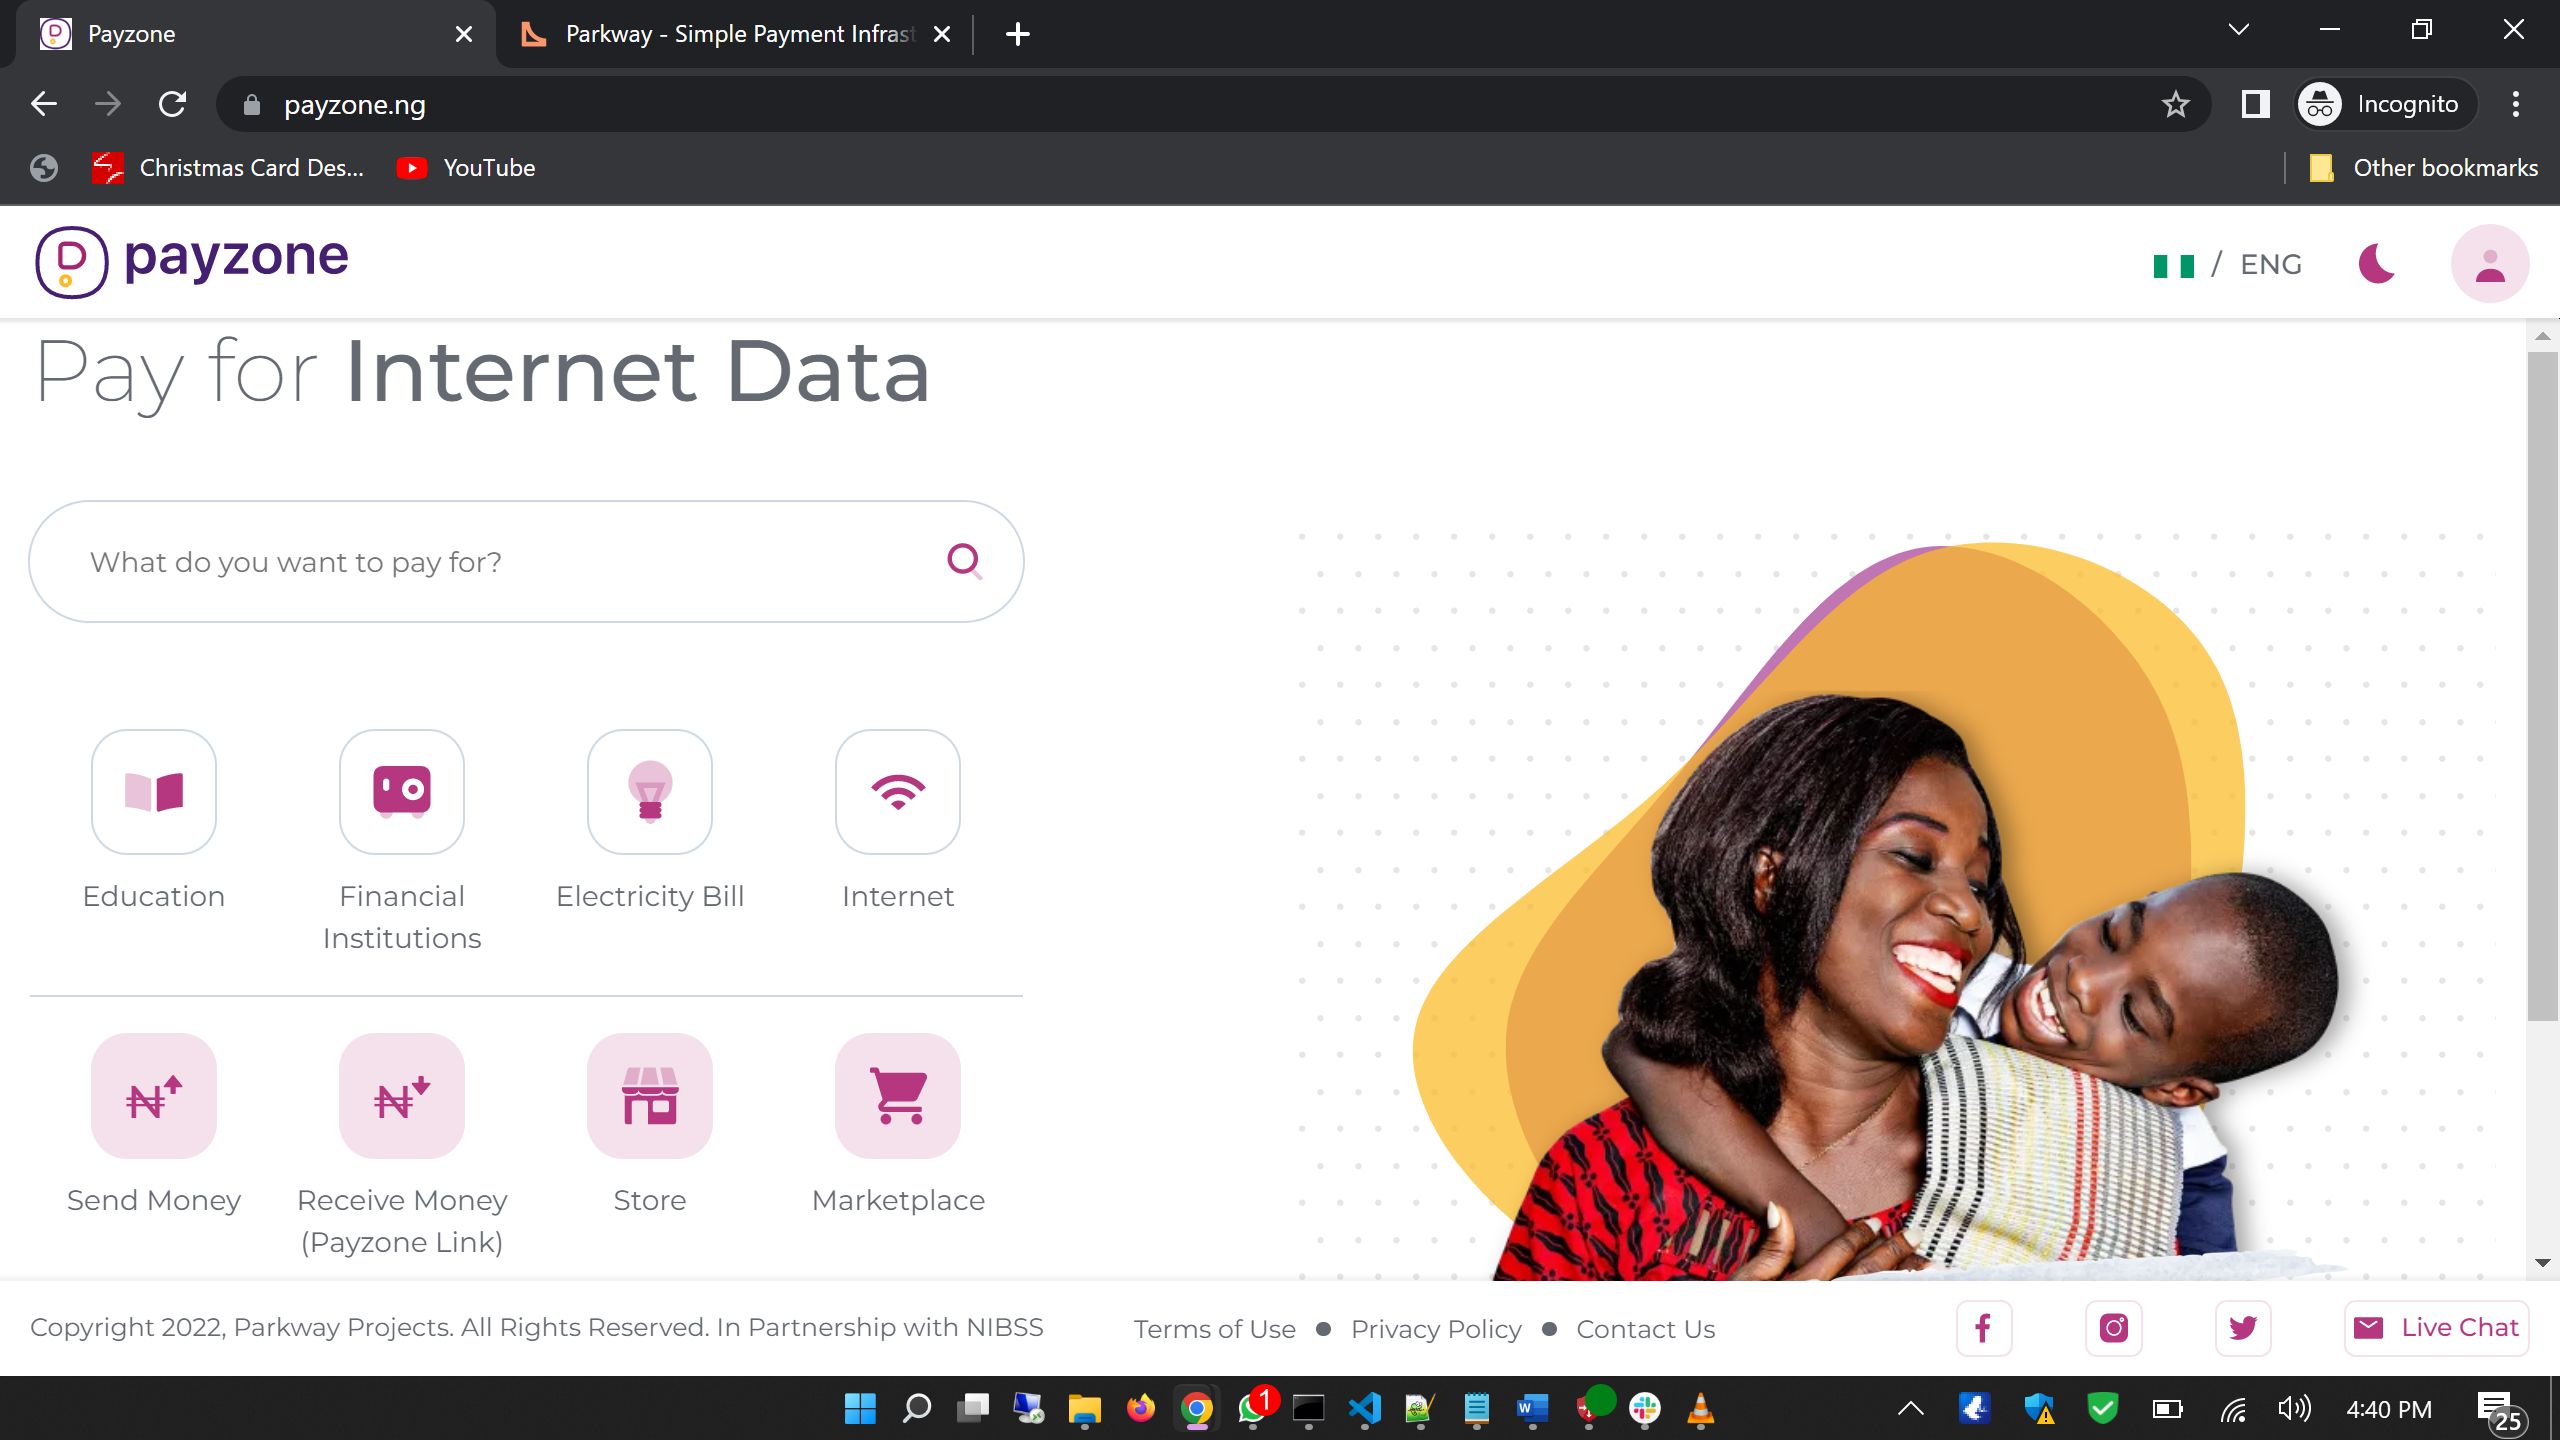 Payzone
Parkway - Simple Payment Infrast
payzone.ng
Incognito
Christmas Card Des...
YouTube
Other bookmarks
payzone
/ ENG
Pay for Internet Data
What do you want to pay for?
Education
Financial
Institutions
Electricity Bill
Internet
Send Money
Receive Money
(Payzone Link)
Store
Marketplace
Copyright 2022, Parkway Projects. All Rights Reserved. In Partnership with NIBSS
Terms of Use ● Privacy Policy ● Contact Us
Live Chat
1
4:40 PM
25